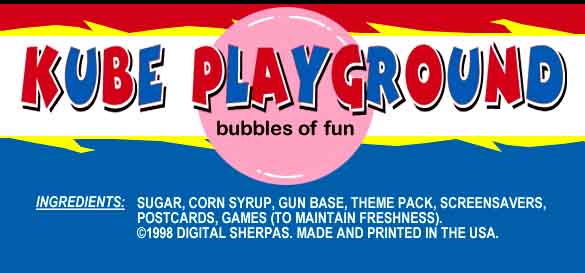 KUBE PLAYGROUND
bubbles of fun
INGREDIENTS: SUGAR, CORN SYRUP, GUN BASE, THEME PACK, SCREENSAVERS,
POSTCARDS, GAMES (TO MAINTAIN FRESHNESS).
©1998 DIGITAL SHERPAS. MADE AND PRINTED IN THE USA.